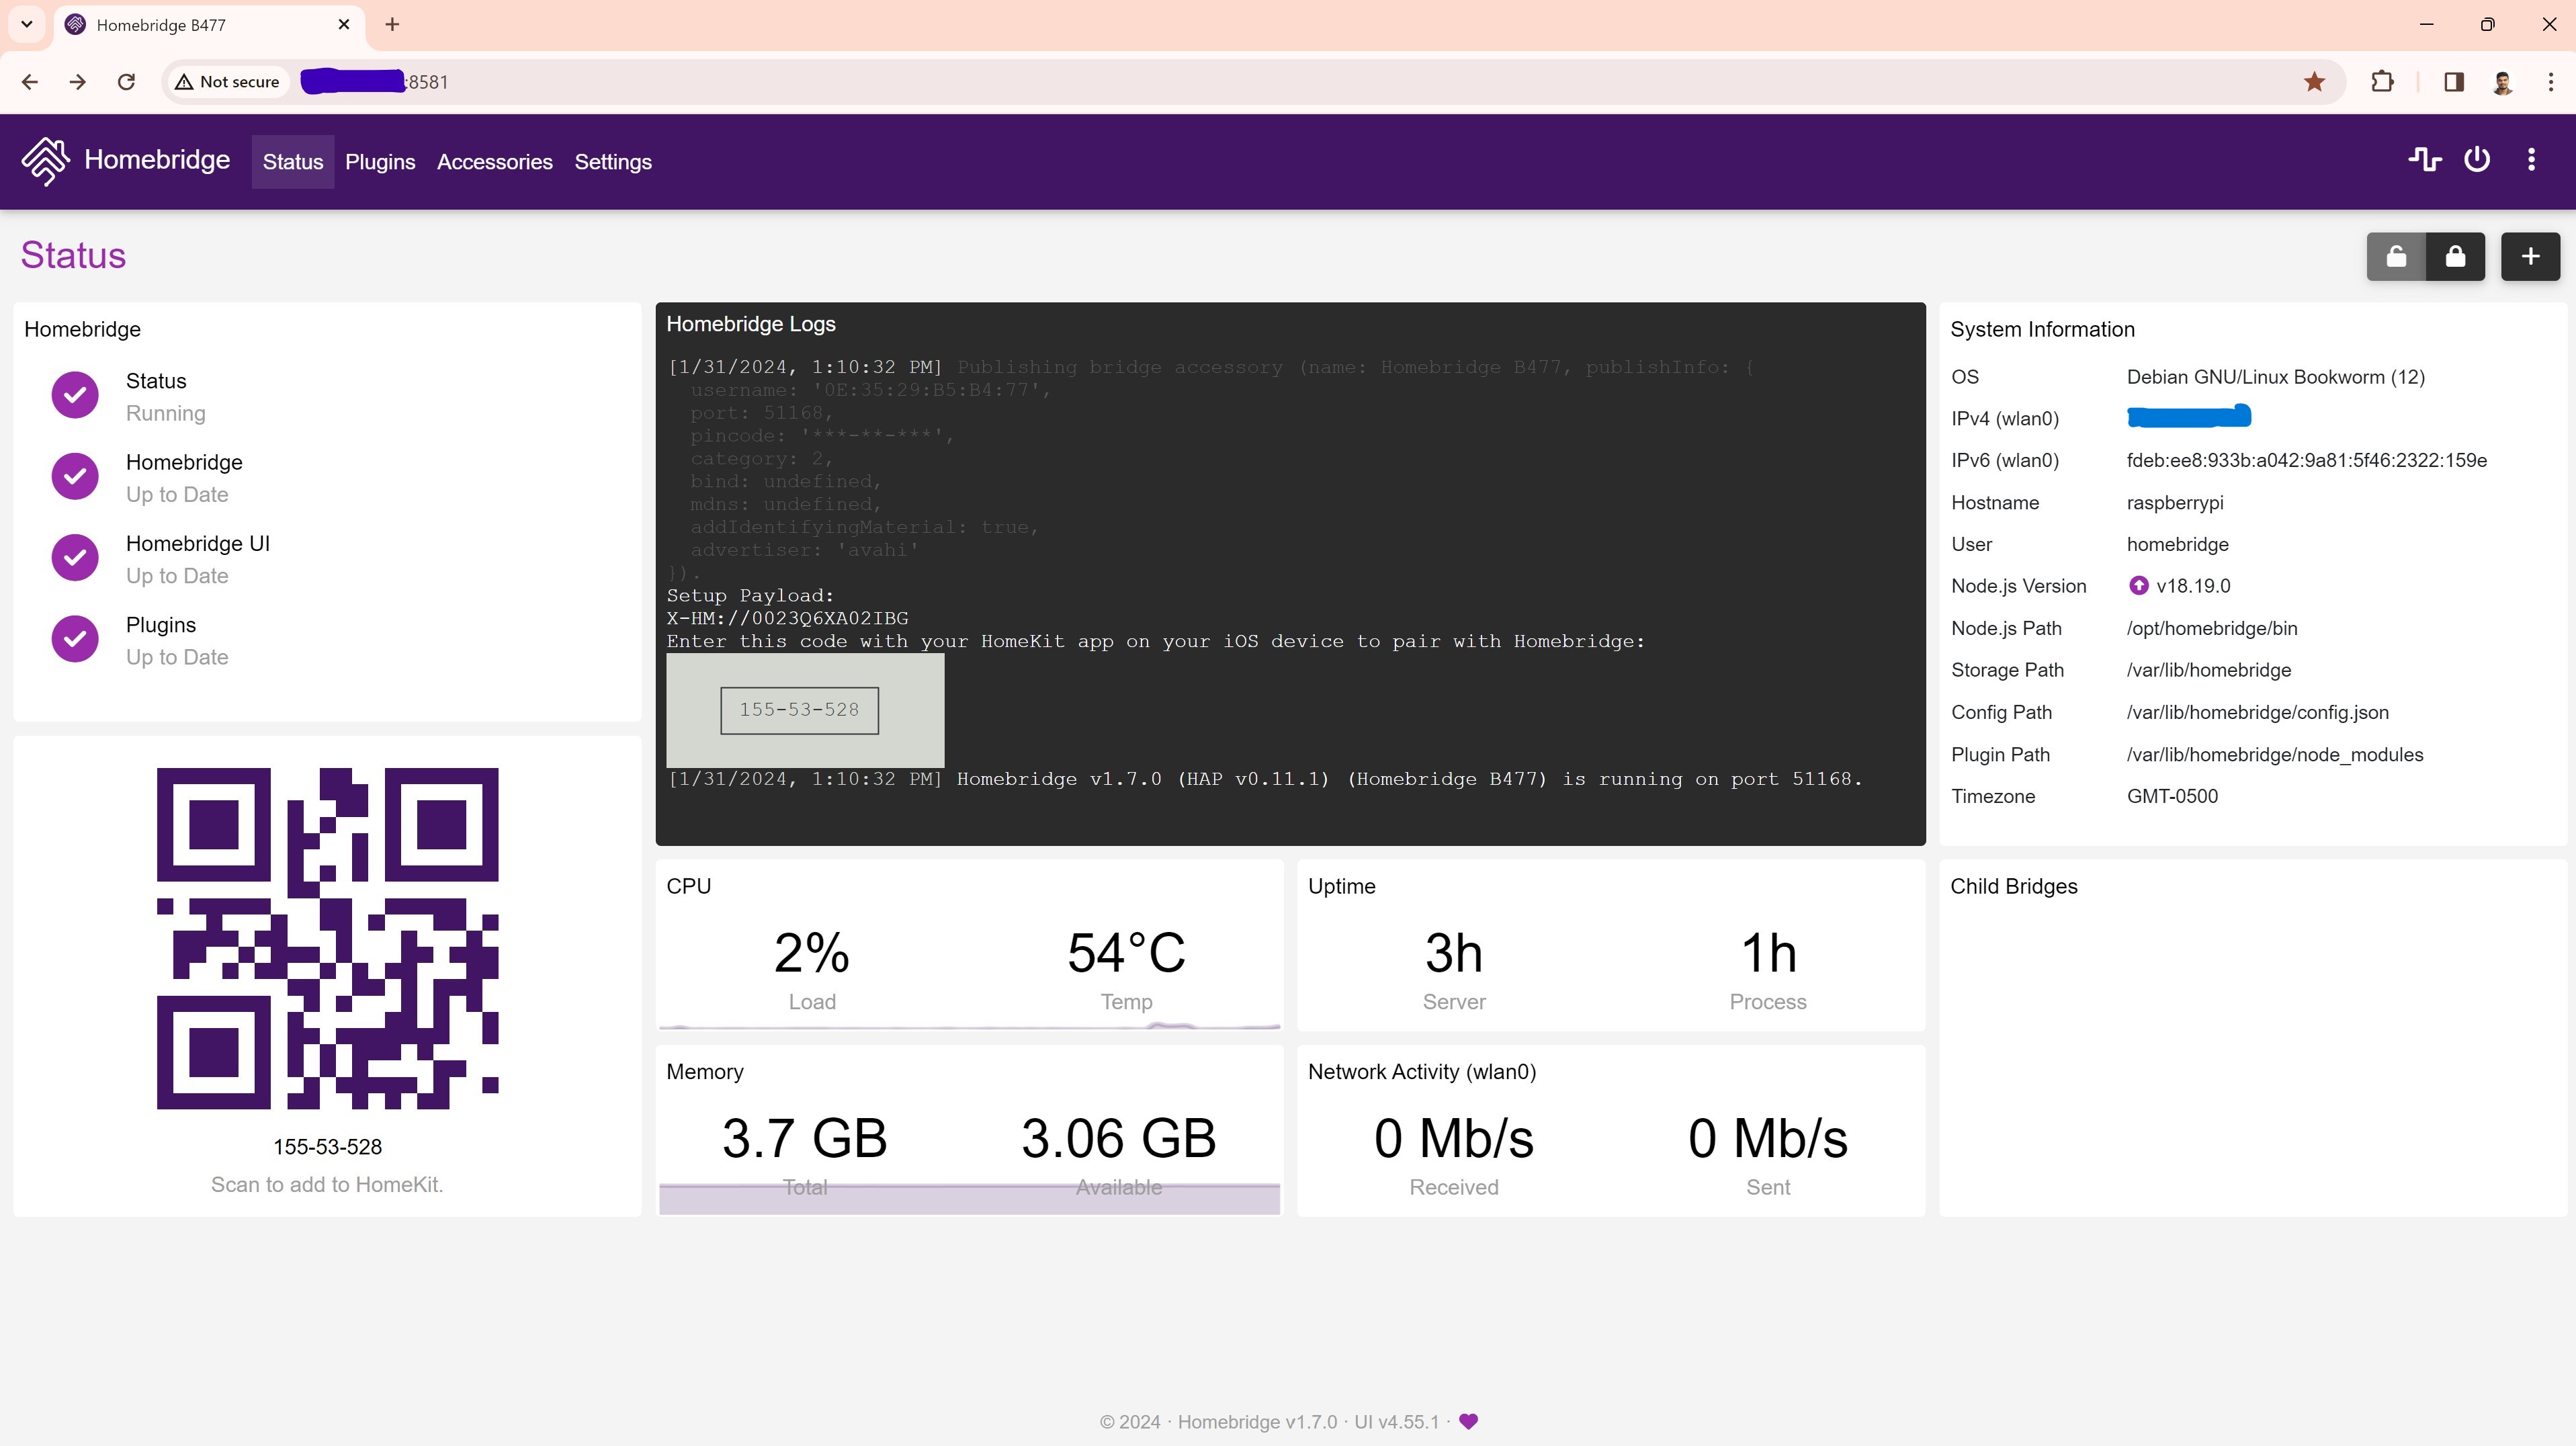 Homebridge B477
Not secure
:8581
Homebridge
Status
Plugins
Accessories
Settings
Status
Homebridge
Status
Running
Homebridge
Up to Date
Homebridge UI
Up to Date
Plugins
Up to Date
155-53-528
Scan to add to HomeKit.
Homebridge Logs
[1/31/2024, 1:10:32 PM] Publishing bridge accessory (name: Homebridge B477, publishInfo: {
username: '0E:35:29:B5:B4:77',
port: 51168,
pincode: '***-**-***',
category: 2,
bind: undefined,
mdns: undefined,
addIdentifyingMaterial: true,
advertiser: 'avahi'
}).
Setup Payload:
X-HM://0023Q6XA02IBG
Enter this code with your HomeKit app on your iOS device to pair with Homebridge:
155-53-528
[1/31/2024, 1:10:32 PM] Homebridge v1.7.0 (HAP v0.11.1) (Homebridge B477) is running on port 51168.
CPU
2%
Load
54°C
Temp
Uptime
3h
Server
1h
Process
Memory
3.7 GB
Total
3.06 GB
Available
Network Activity (wlan0)
0 Mb/s
Received
0 Mb/s
Sent
System Information
OS Debian GNU/Linux Bookworm (12)
IPv4 (wlan0)
IPv6 (wlan0) fdeb:ee8:933b:a042:9a81:5f46:2322:159e
Hostname raspberrypi
User homebridge
Node.js Version v18.19.0
Node.js Path /opt/homebridge/bin
Storage Path /var/lib/homebridge
Config Path /var/lib/homebridge/config.json
Plugin Path /var/lib/homebridge/node_modules
Timezone GMT-0500
Child Bridges
© 2024 · Homebridge v1.7.0 · UI v4.55.1 ·